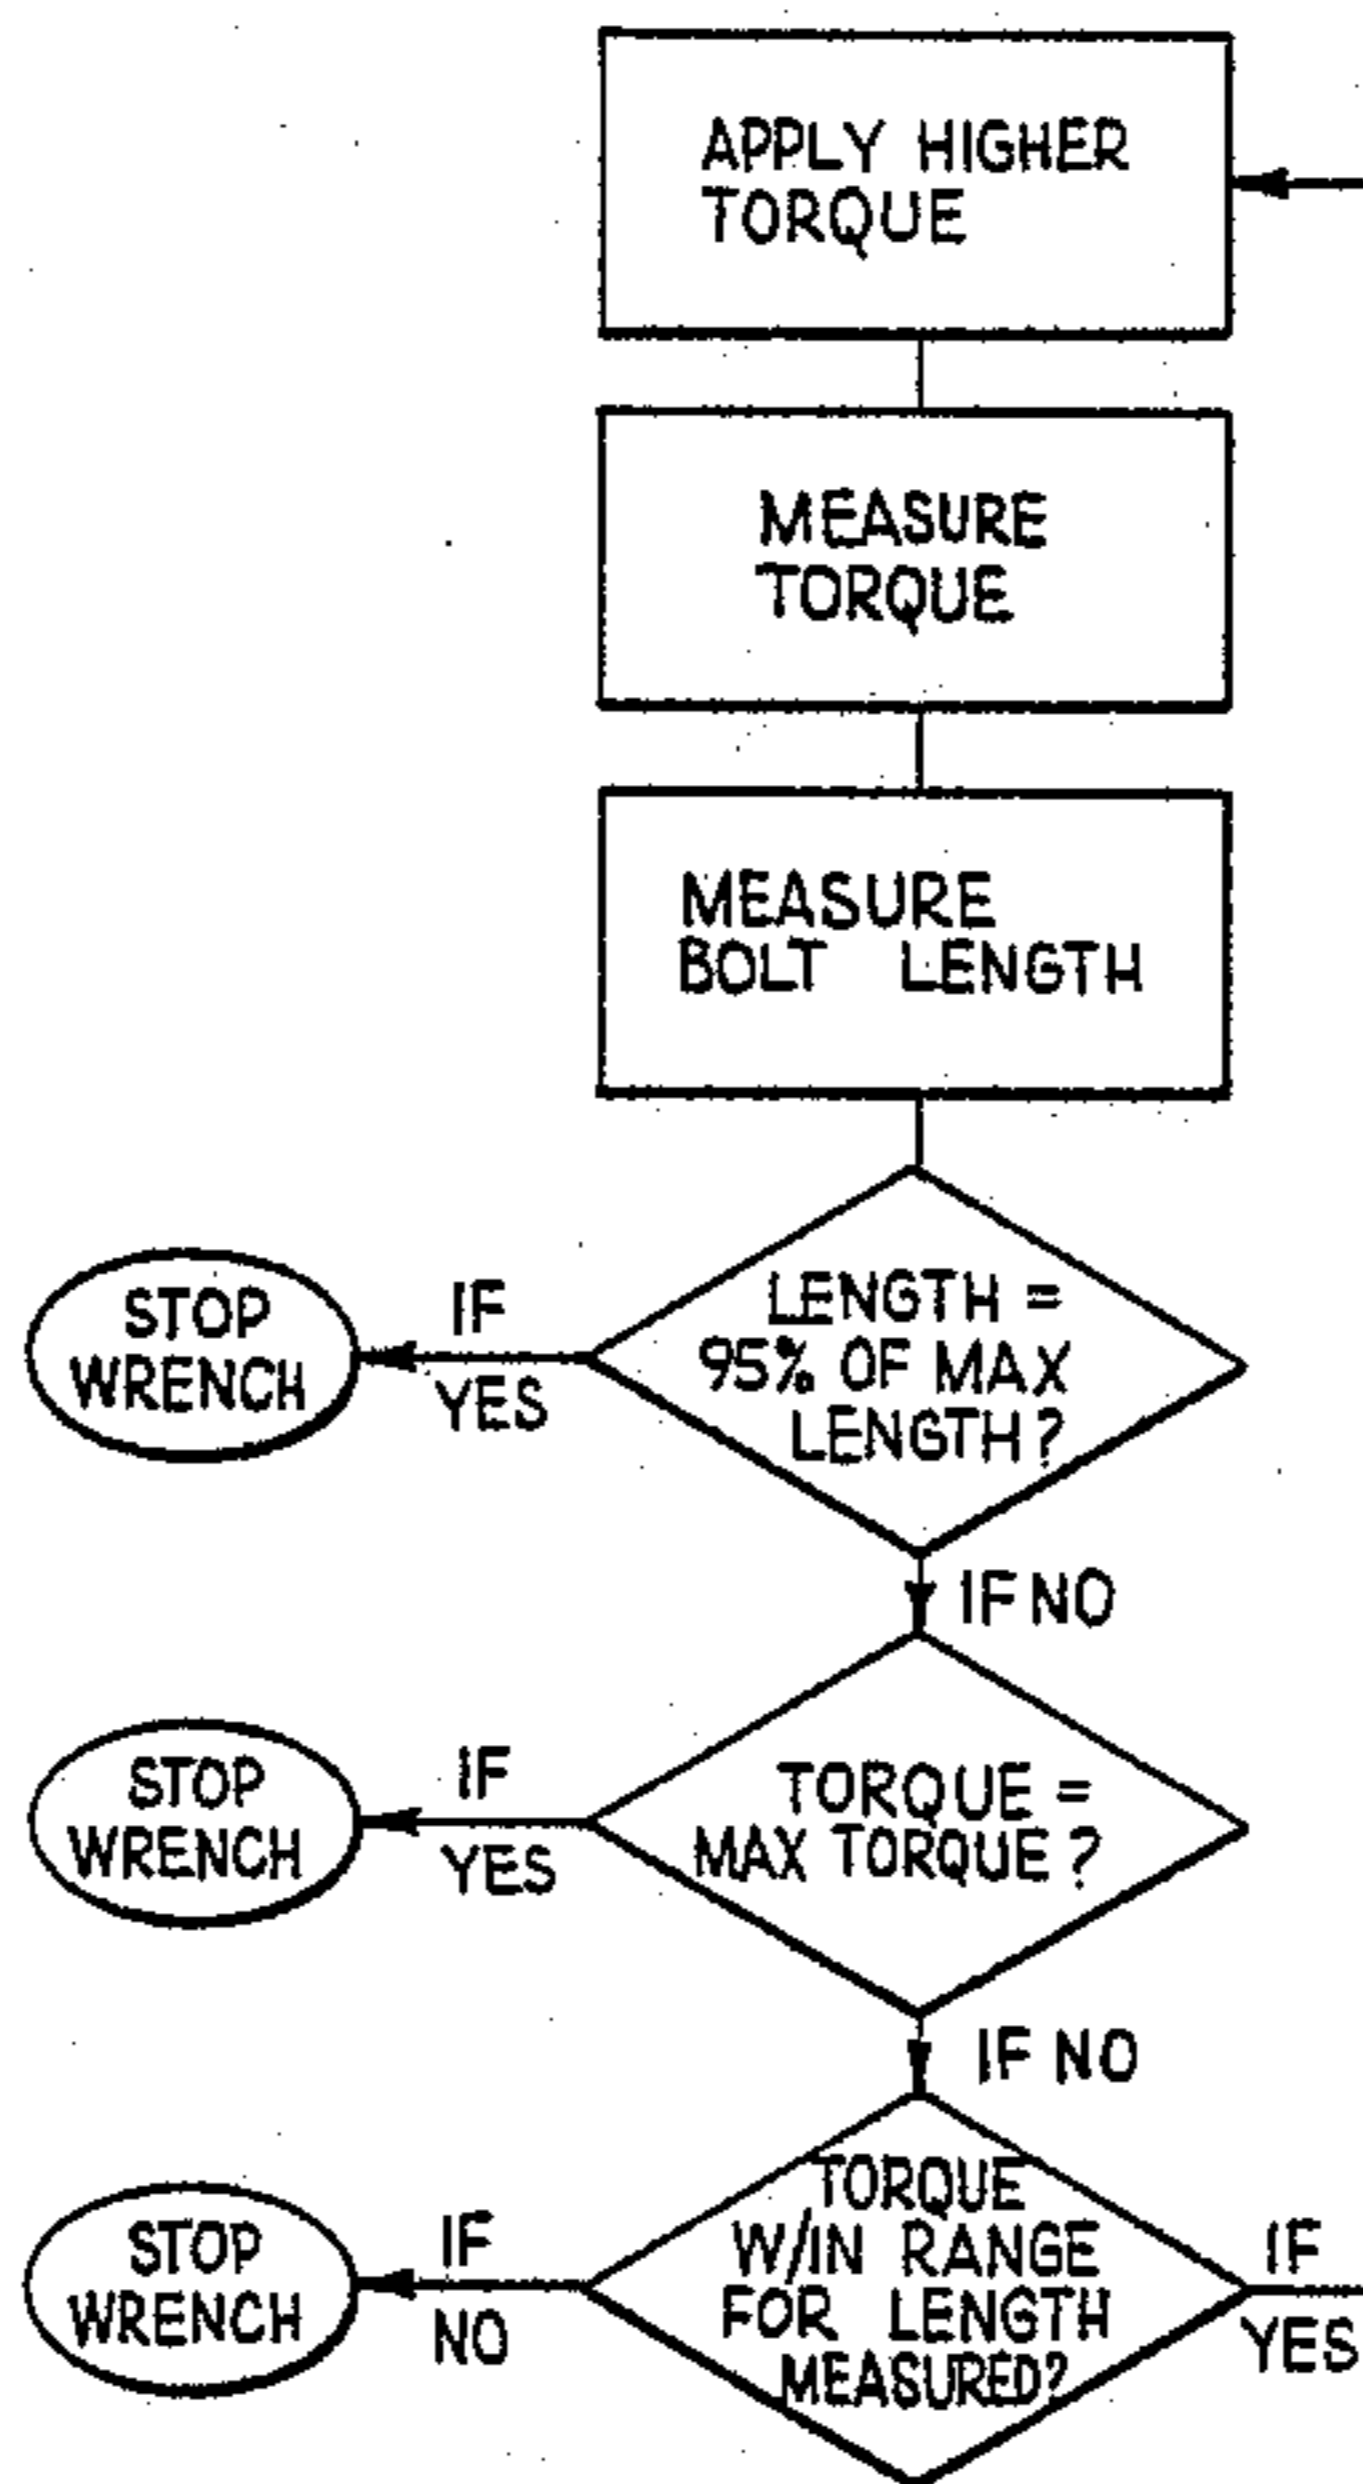 APPLY HIGHER
TORQUE
MEASURE
TORQUE
MEASURE
BOLT LENGTH
LENGTH =
95% OF MAX
LENGTH?
IF
YES
STOP
WRENCH
IF NO
TORQUE =
MAX TORQUE?
IF
YES
STOP
WRENCH
IF NO
TORQUE
W/IN RANGE
FOR LENGTH
MEASURED?
IF
NO
STOP
WRENCH
IF
YES